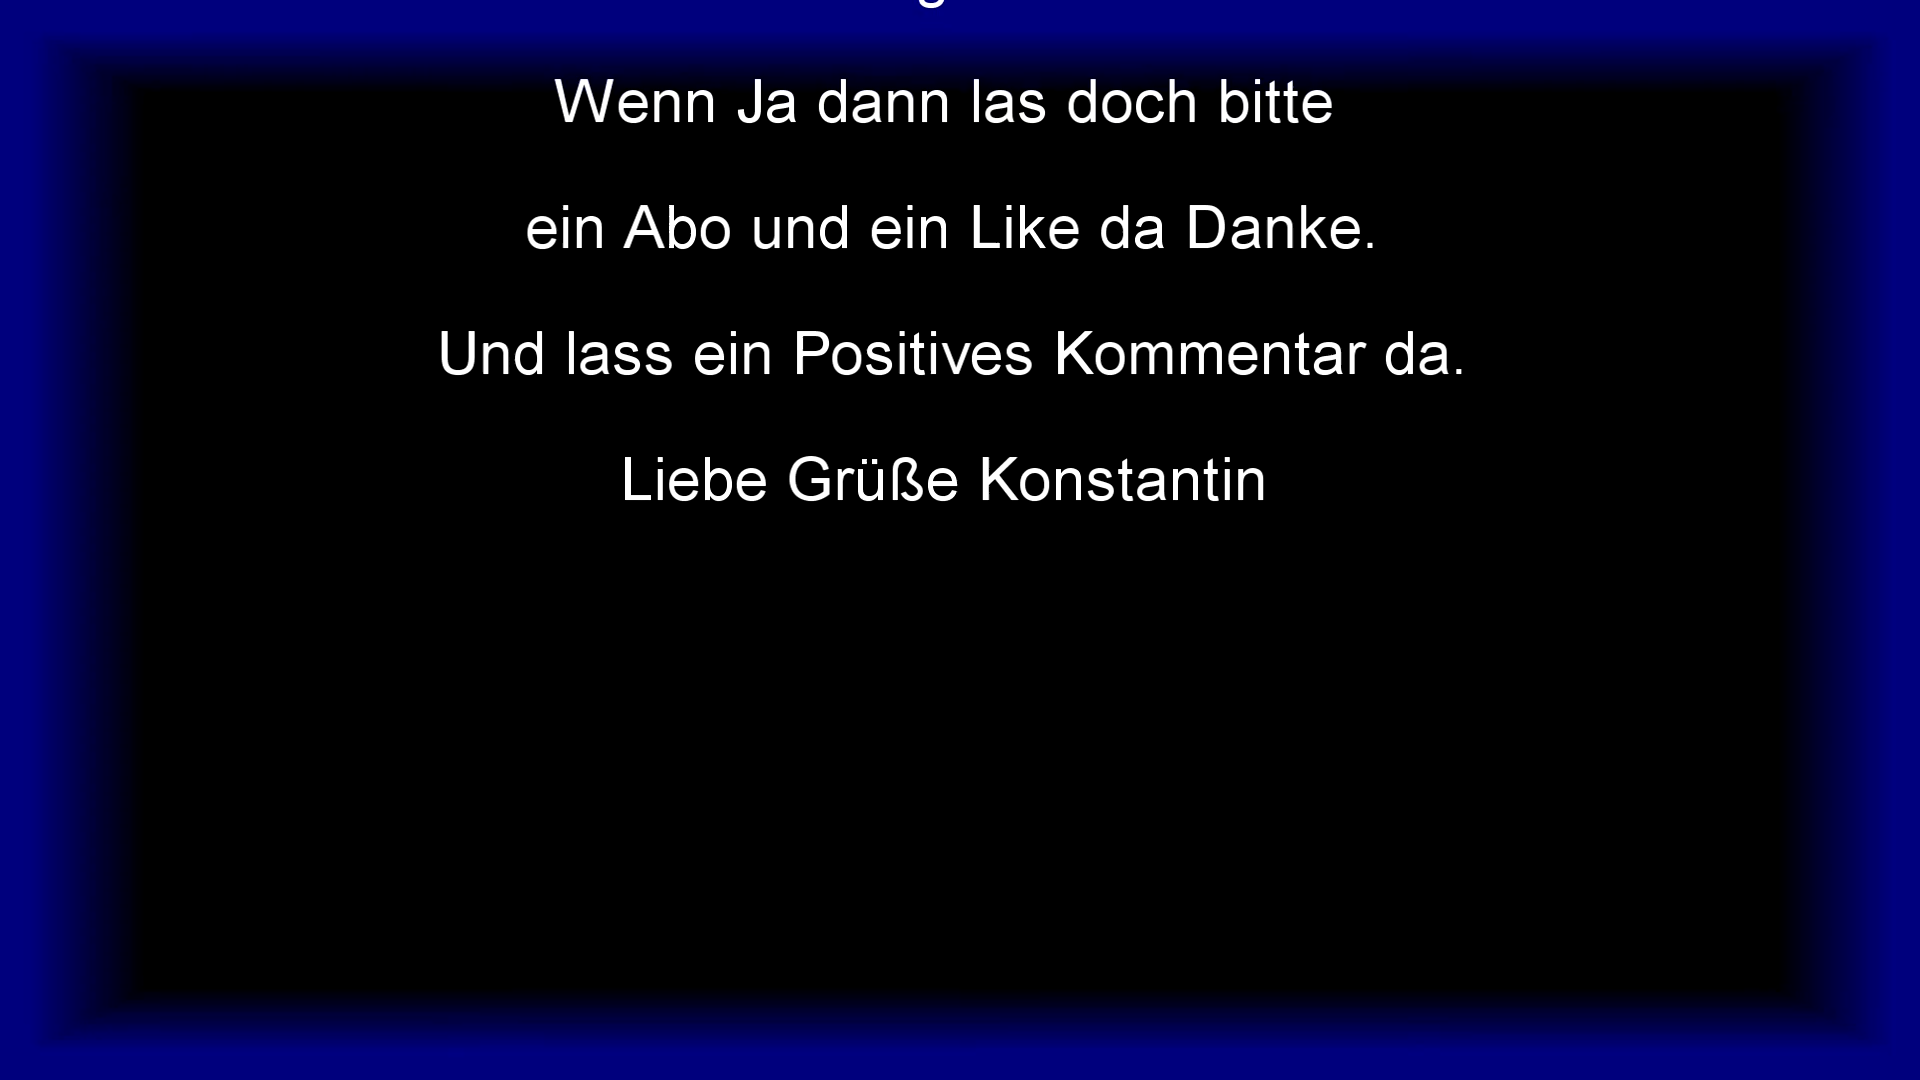 Wenn Ja dann las doch bitte
ein Abo und ein Like da Danke.
Und lass ein Positives Kommentar da.
Liebe Grüße Konstantin